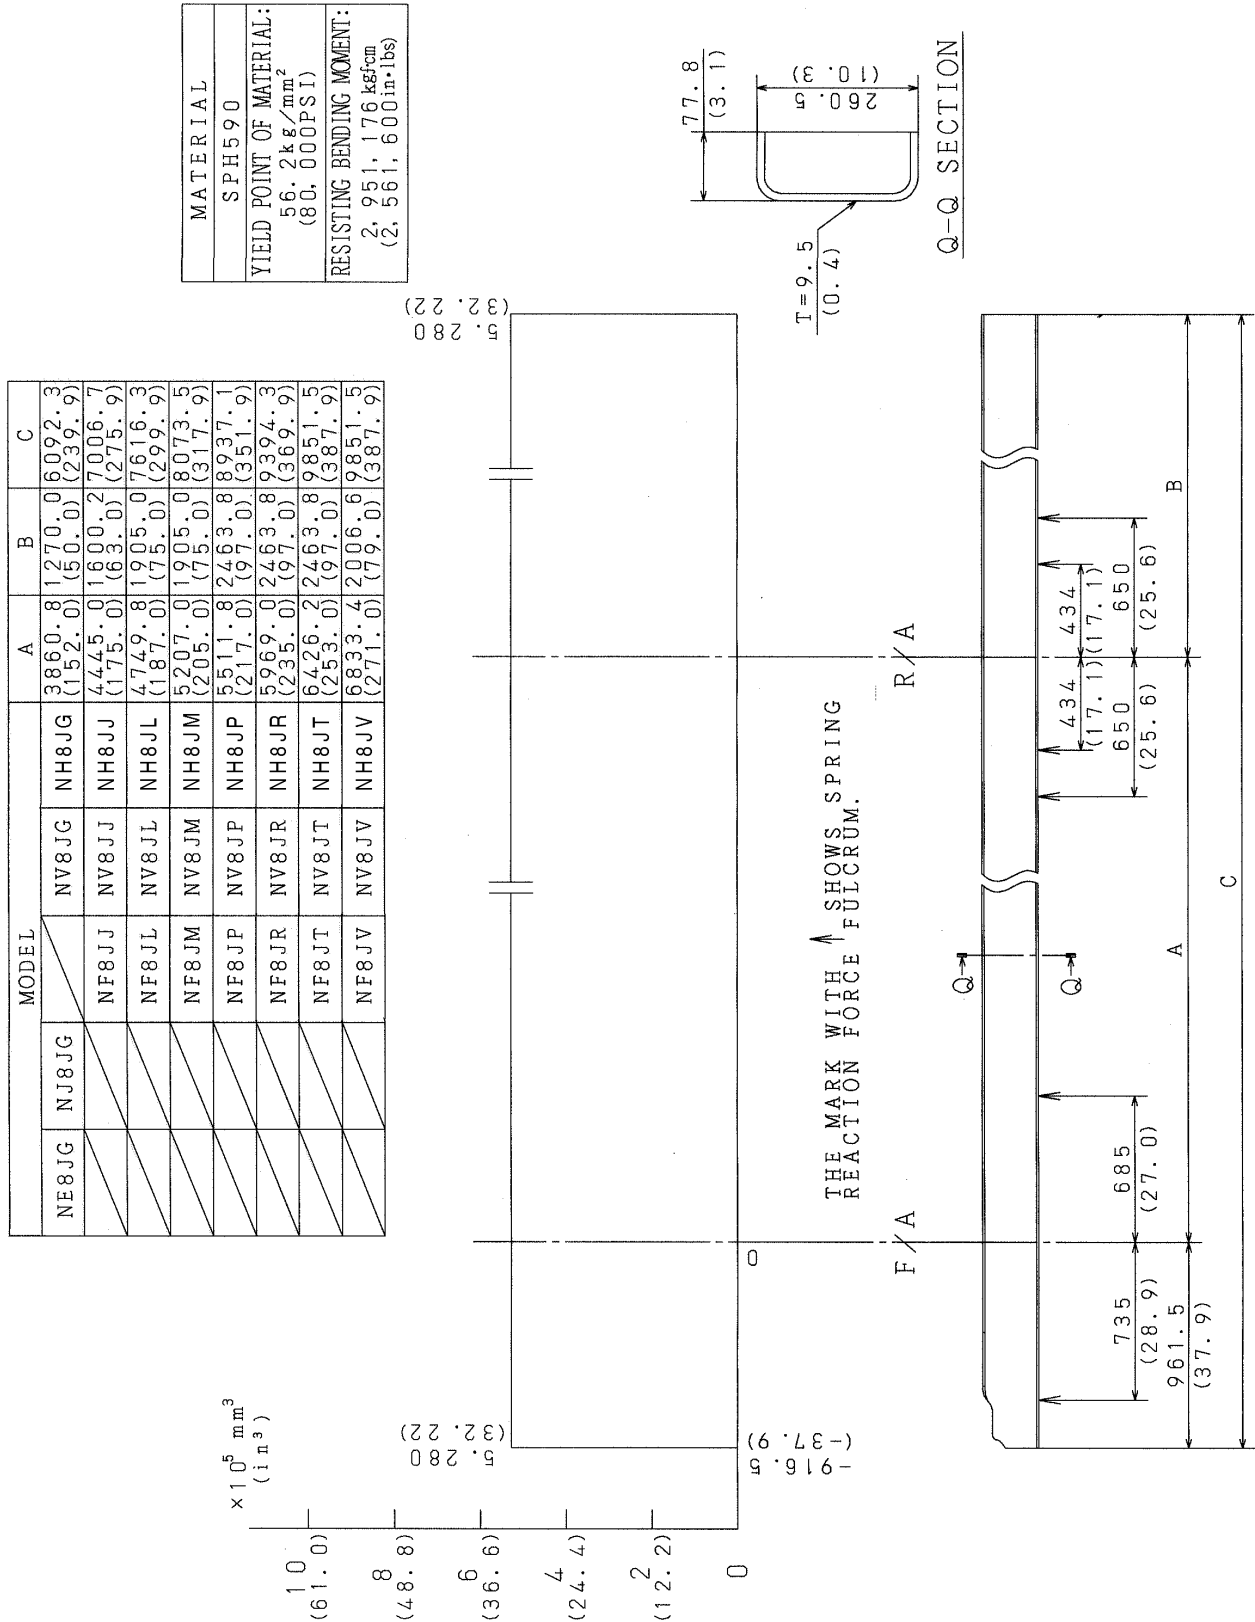 MODEL A B C
NE8JG NJ8JG NV8JG NH8JG 3860.8 1270.0 6092.3
(152.0) (50.0) (239.9)
NF8JJ NV8JJ NH8JJ 4445.0 1600.2 7006.7
(175.0) (63.0) (275.9)
NF8JL NV8JL NH8JL 4749.8 1905.0 7616.3
(187.0) (75.0) (299.9)
NF8JM NV8JM NH8JM 5207.0 1905.0 8073.5
(205.0) (75.0) (317.9)
NF8JP NV8JP NH8JP 5511.8 2463.8 8937.1
(217.0) (97.0) (351.9)
NF8JR NV8JR NH8JR 5969.0 2463.8 9394.3
(235.0) (97.0) (369.9)
NF8JT NV8JT NH8JT 6426.2 2463.8 9851.5
(253.0) (97.0) (387.9)
NF8JV NV8JV NH8JV 6833.4 2006.6 9851.5
(271.0) (79.0) (387.9)
MATERIAL
SPH590
YIELD POINT OF MATERIAL:
56.2kg/mm²
(80,000PSI)
RESISTING BENDING MOMENT:
2,951,176kgf·cm
(2,561,600in·lbs)
×10⁵ mm³
(in³)
10
(61.0)
8
(48.8)
6
(36.6)
4
(24.4)
2
(12.2)
0
5.280
(32.22)
5.280
(32.22)
-916.5
(-37.9)
0
77.8
(3.1)
260.5
(10.3)
T=9.5
(0.4)
Q-Q SECTION
THE MARK WITH ↑ SHOWS SPRING
REACTION FORCE FULCRUM.
F/A
R/A
Q
Q
735
(28.9)
685
(27.0)
961.5
(37.9)
434
(17.1)
434
(17.1)
650
(25.6)
650
(25.6)
A
B
C